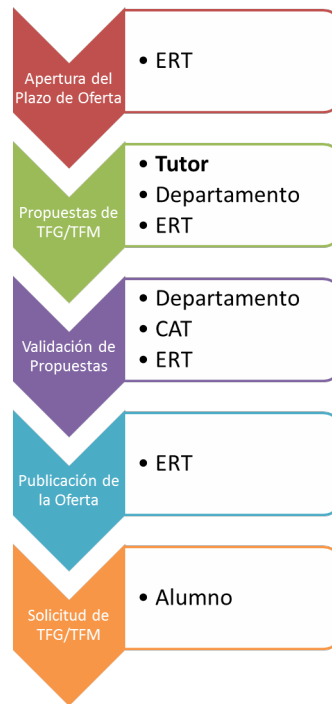 Apertura del
Plazo de Oferta
• ERT
Propuestas de
TFG/TFM
• Tutor
• Departamento
• ERT
Validación de
Propuestas
• Departamento
• CAT
• ERT
Publicación de
la Oferta
• ERT
Solicitud de
TFG/TFM
• Alumno